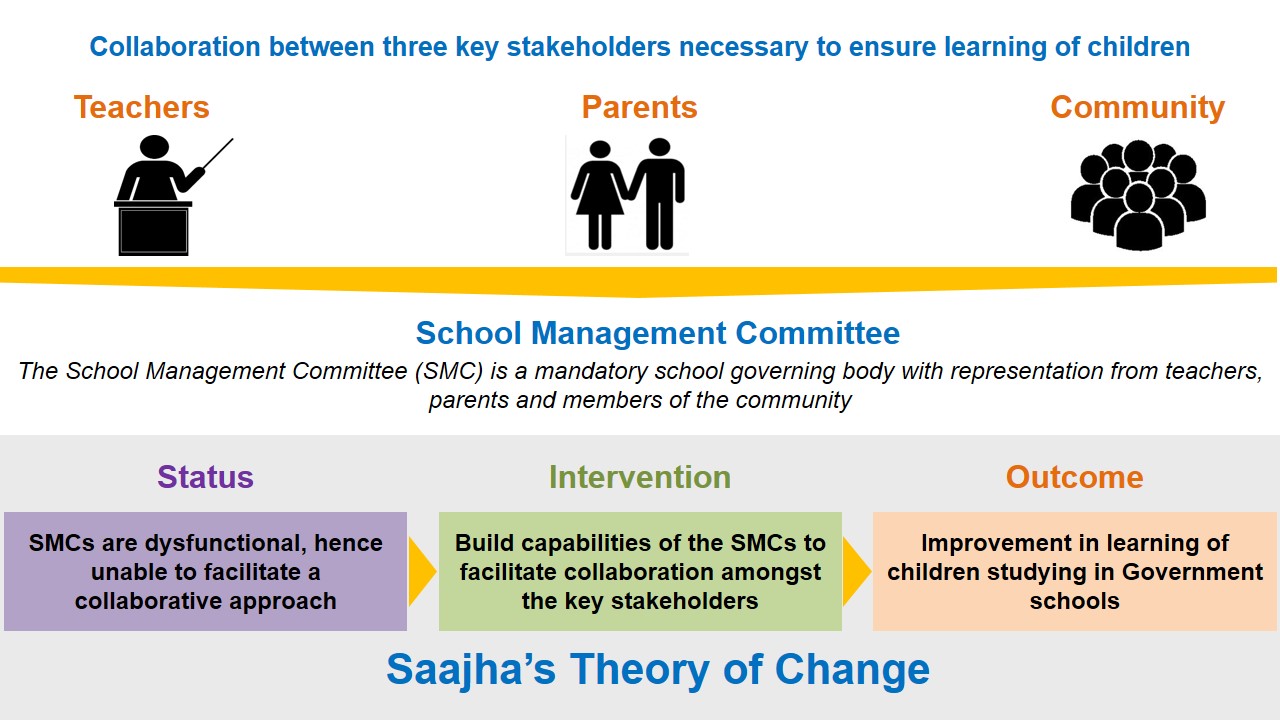 Collaboration between three key stakeholders necessary to ensure learning of children
Teachers
Parents
Community
School Management Committee
The School Management Committee (SMC) is a mandatory school governing body with representation from teachers,
parents and members of the community
Status
Intervention
Outcome
SMCs are dysfunctional, hence
unable to facilitate a
collaborative approach
Build capabilities of the SMCs to
facilitate collaboration amongst
the key stakeholders
Improvement in learning of
children studying in Government
schools
Saajha’s Theory of Change